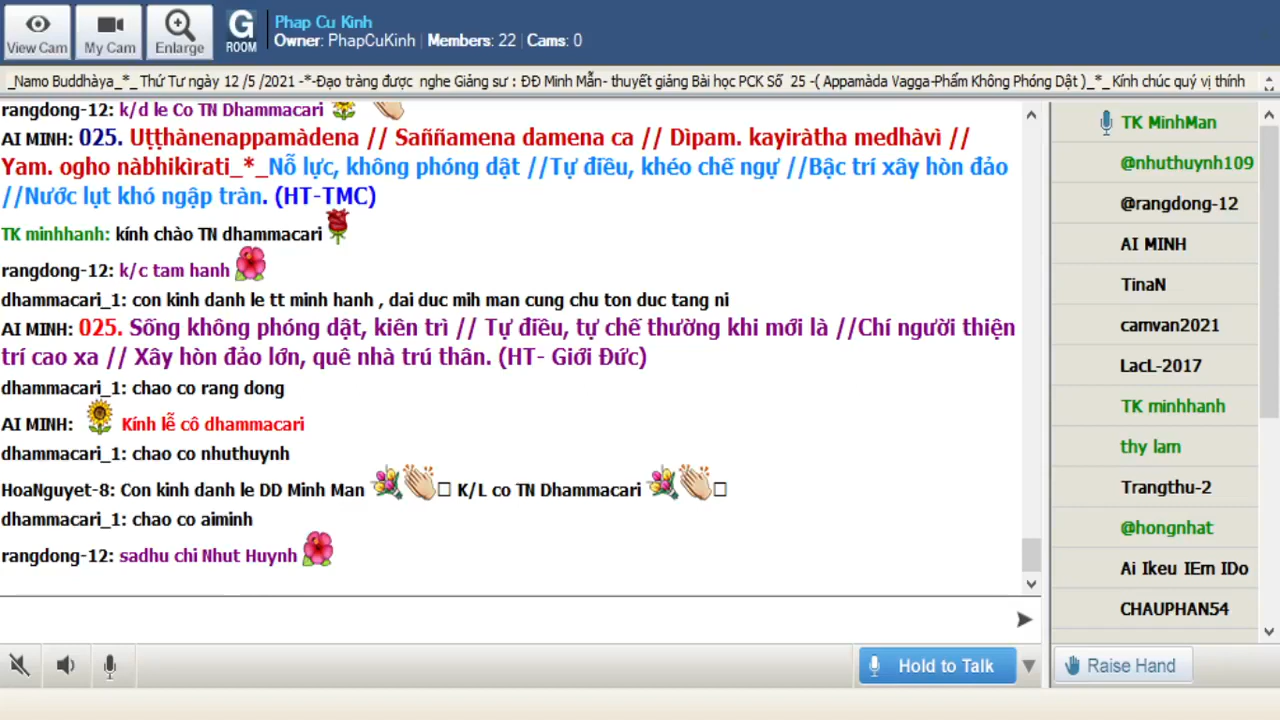 View Cam
My Cam
Enlarge
G
ROOM
Phap Cu Kinh
Owner: PhapCuKinh | Members: 22 | Cams: 0
_Namo Buddhàya_*_ Thứ Tư ngày 12 /5 /2021 -*-Đạo tràng được nghe Giảng sư : ĐĐ Minh Mẫn- thuyết giảng Bài học PCK Số 25 -( Appamàda Vagga-Phẩm Không Phóng Dật )_*_ Kính chúc quý vị thính
rangdong-12: k/d le Co TN Dhammacari
AI MINH: 025. Uṭṭhànenappamàdena // Saññamena damena ca // Dìpam. kayiràtha medhàvì //
Yam. ogho nàbhikìrati_*_Nỗ lực, không phóng dật //Tự điều, khéo chế ngự //Bậc trí xây hòn đảo
//Nước lụt khó ngập tràn. (HT-TMC)
TK minhhanh: kính chào TN dhammacari
rangdong-12: k/c tam hanh
dhammacari_1: con kinh danh le tt minh hanh , dai duc mih man cung chu ton duc tang ni
AI MINH: 025. Sống không phóng dật, kiên trì // Tự điều, tự chế thường khi mới là //Chí người thiện
trí cao xa // Xây hòn đảo lớn, quê nhà trú thân. (HT- Giới Đức)
dhammacari_1: chao co rang dong
AI MINH: Kính lễ cô dhammacari
dhammacari_1: chao co nhuthuynh
HoaNguyet-8: Con kinh danh le DD Minh Man K/L co TN Dhammacari
dhammacari_1: chao co aiminh
rangdong-12: sadhu chi Nhut Huynh
Hold to Talk
TK MinhMan
@nhuthuynh109
@rangdong-12
AI MINH
TinaN
camvan2021
LacL-2017
TK minhhanh
thy lam
Trangthu-2
@hongnhat
Ai Ikeu IEm IDo
CHAUPHAN54
Raise Hand